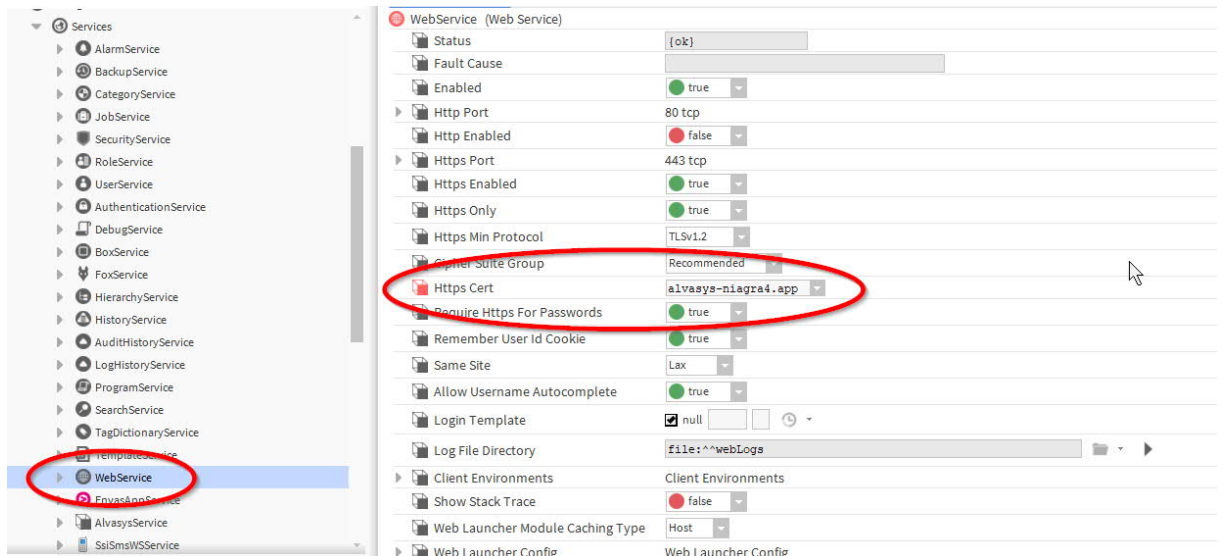 Services
AlarmService
BackupService
CategoryService
JobService
SecurityService
RoleService
UserService
AuthenticationService
DebugService
BoxService
FoxService
HierarchyService
HistoryService
AuditHistoryService
LogHistoryService
ProgramService
SearchService
TagDictionaryService
TemplateService
WebService
EnvasAppService
AlvasysService
SsiSmsWSService
WebService (Web Service)
Status {ok}
Fault Cause
Enabled true
Http Port 80 tcp
Http Enabled false
Https Port 443 tcp
Https Enabled true
Https Only true
Https Min Protocol TLSv1.2
Cipher Suite Group Recommended
Https Cert alvasys-niagra4.app
Require Https For Passwords true
Remember User Id Cookie true
Same Site Lax
Allow Username Autocomplete true
Login Template null
Log File Directory file:^^webLogs
Client Environments Client Environments
Show Stack Trace false
Web Launcher Module Caching Type Host
Web Launcher Config Web Launcher Config